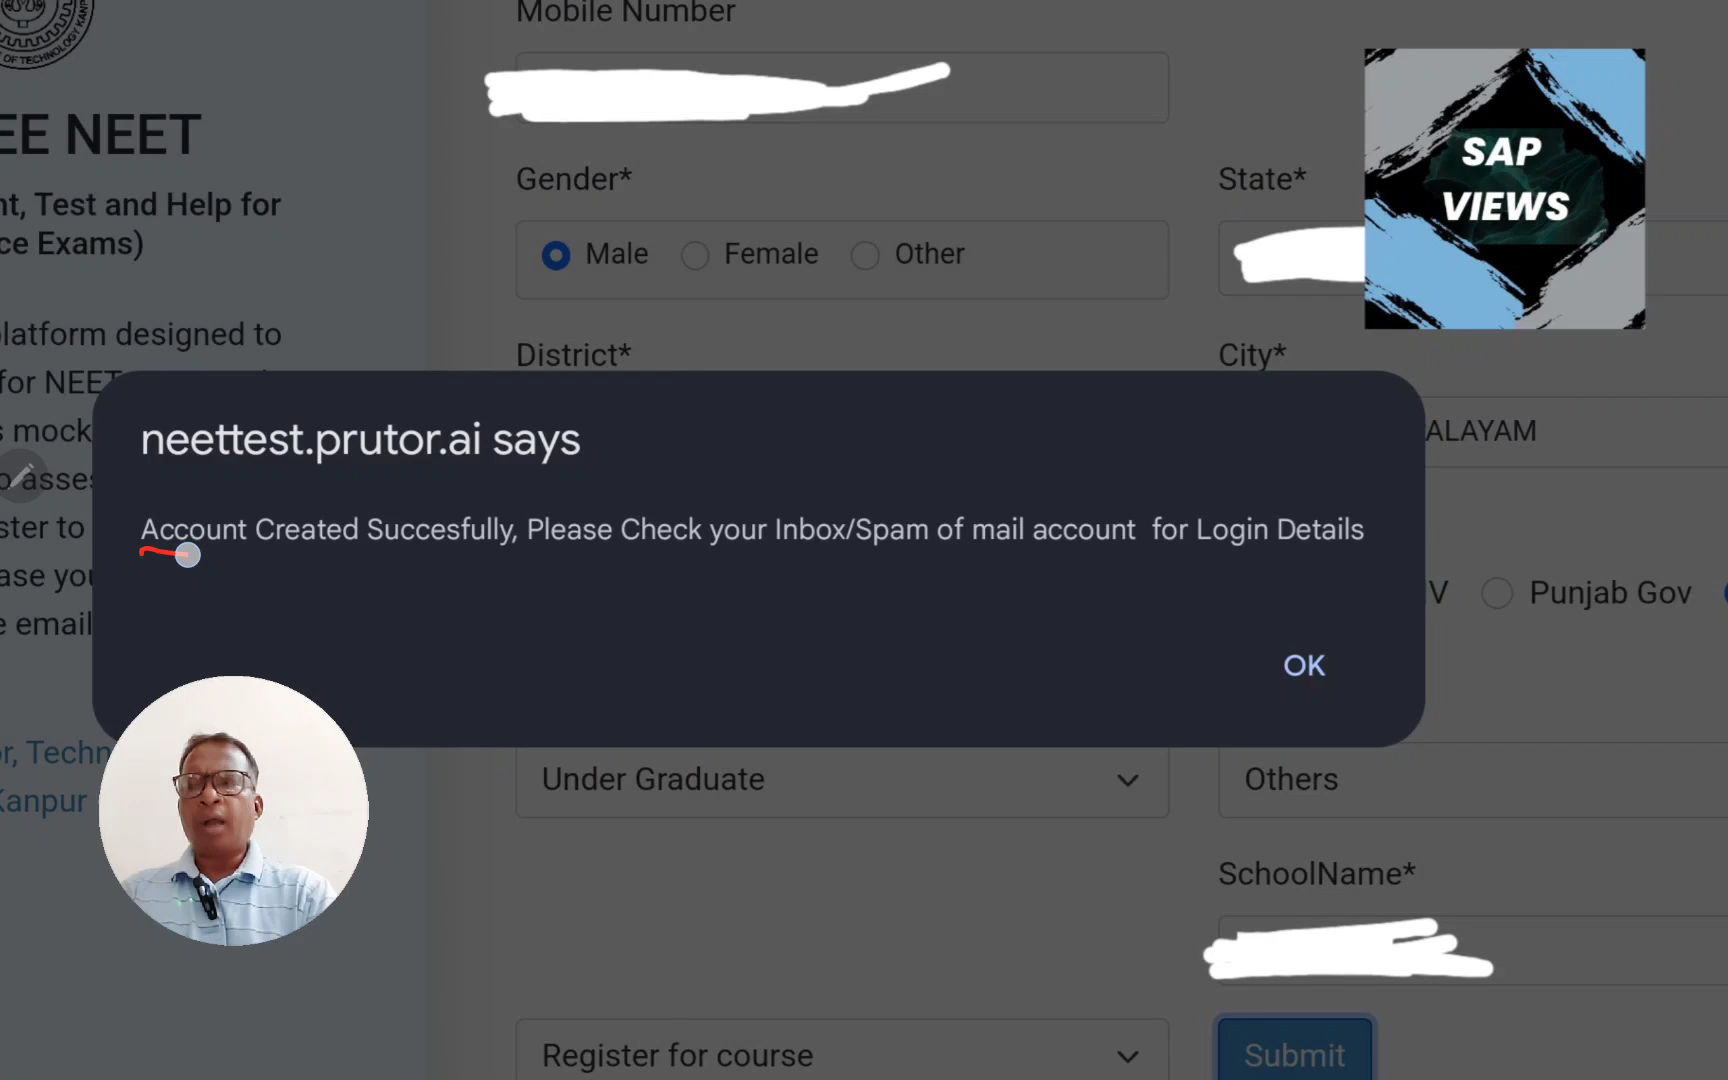 OF TECHNOLOGY
Mobile Number
EE NEET
nt, Test and Help for
ce Exams)
Gender*
State*
Male
Female
Other
SAP
VIEWS
latform designed to
for NEET
District*
City*
s mock
ALAYAM
neettest.prutor.ai says
o asses
ster to
Account Created Succesfully, Please Check your Inbox/Spam of mail account for Login Details
ase you
V
Punjab Gov
e email
OK
or, Techn
Kanpur
Under Graduate
Others
SchoolName*
Register for course
Submit